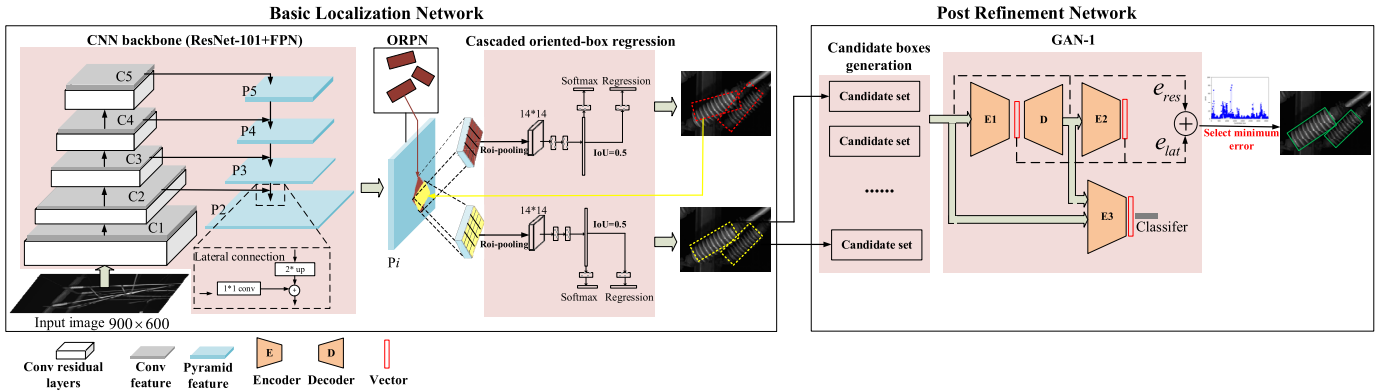 Basic Localization Network
Post Refinement Network
CNN backbone (ResNet-101+FPN)
ORPN
Cascaded oriented-box regression
Candidate boxes
generation
GAN-1
C5
C4
C3
C2
C1
P5
P4
P3
P2
Lateral connection
2* up
1*1 conv
+
Input image 900×600
Pi
Roi-pooling
14*14
Softmax
Regression
IoU=0.5
Roi-pooling
14*14
IoU=0.5
Softmax
Regression
Candidate set
Candidate set
......
Candidate set
E1
D
E2
E3
Classifer
e_res
e_lat
+
Select minimum
error
Conv residual
layers
Conv
feature
Pyramid
feature
E
Encoder
D
Decoder
Vector